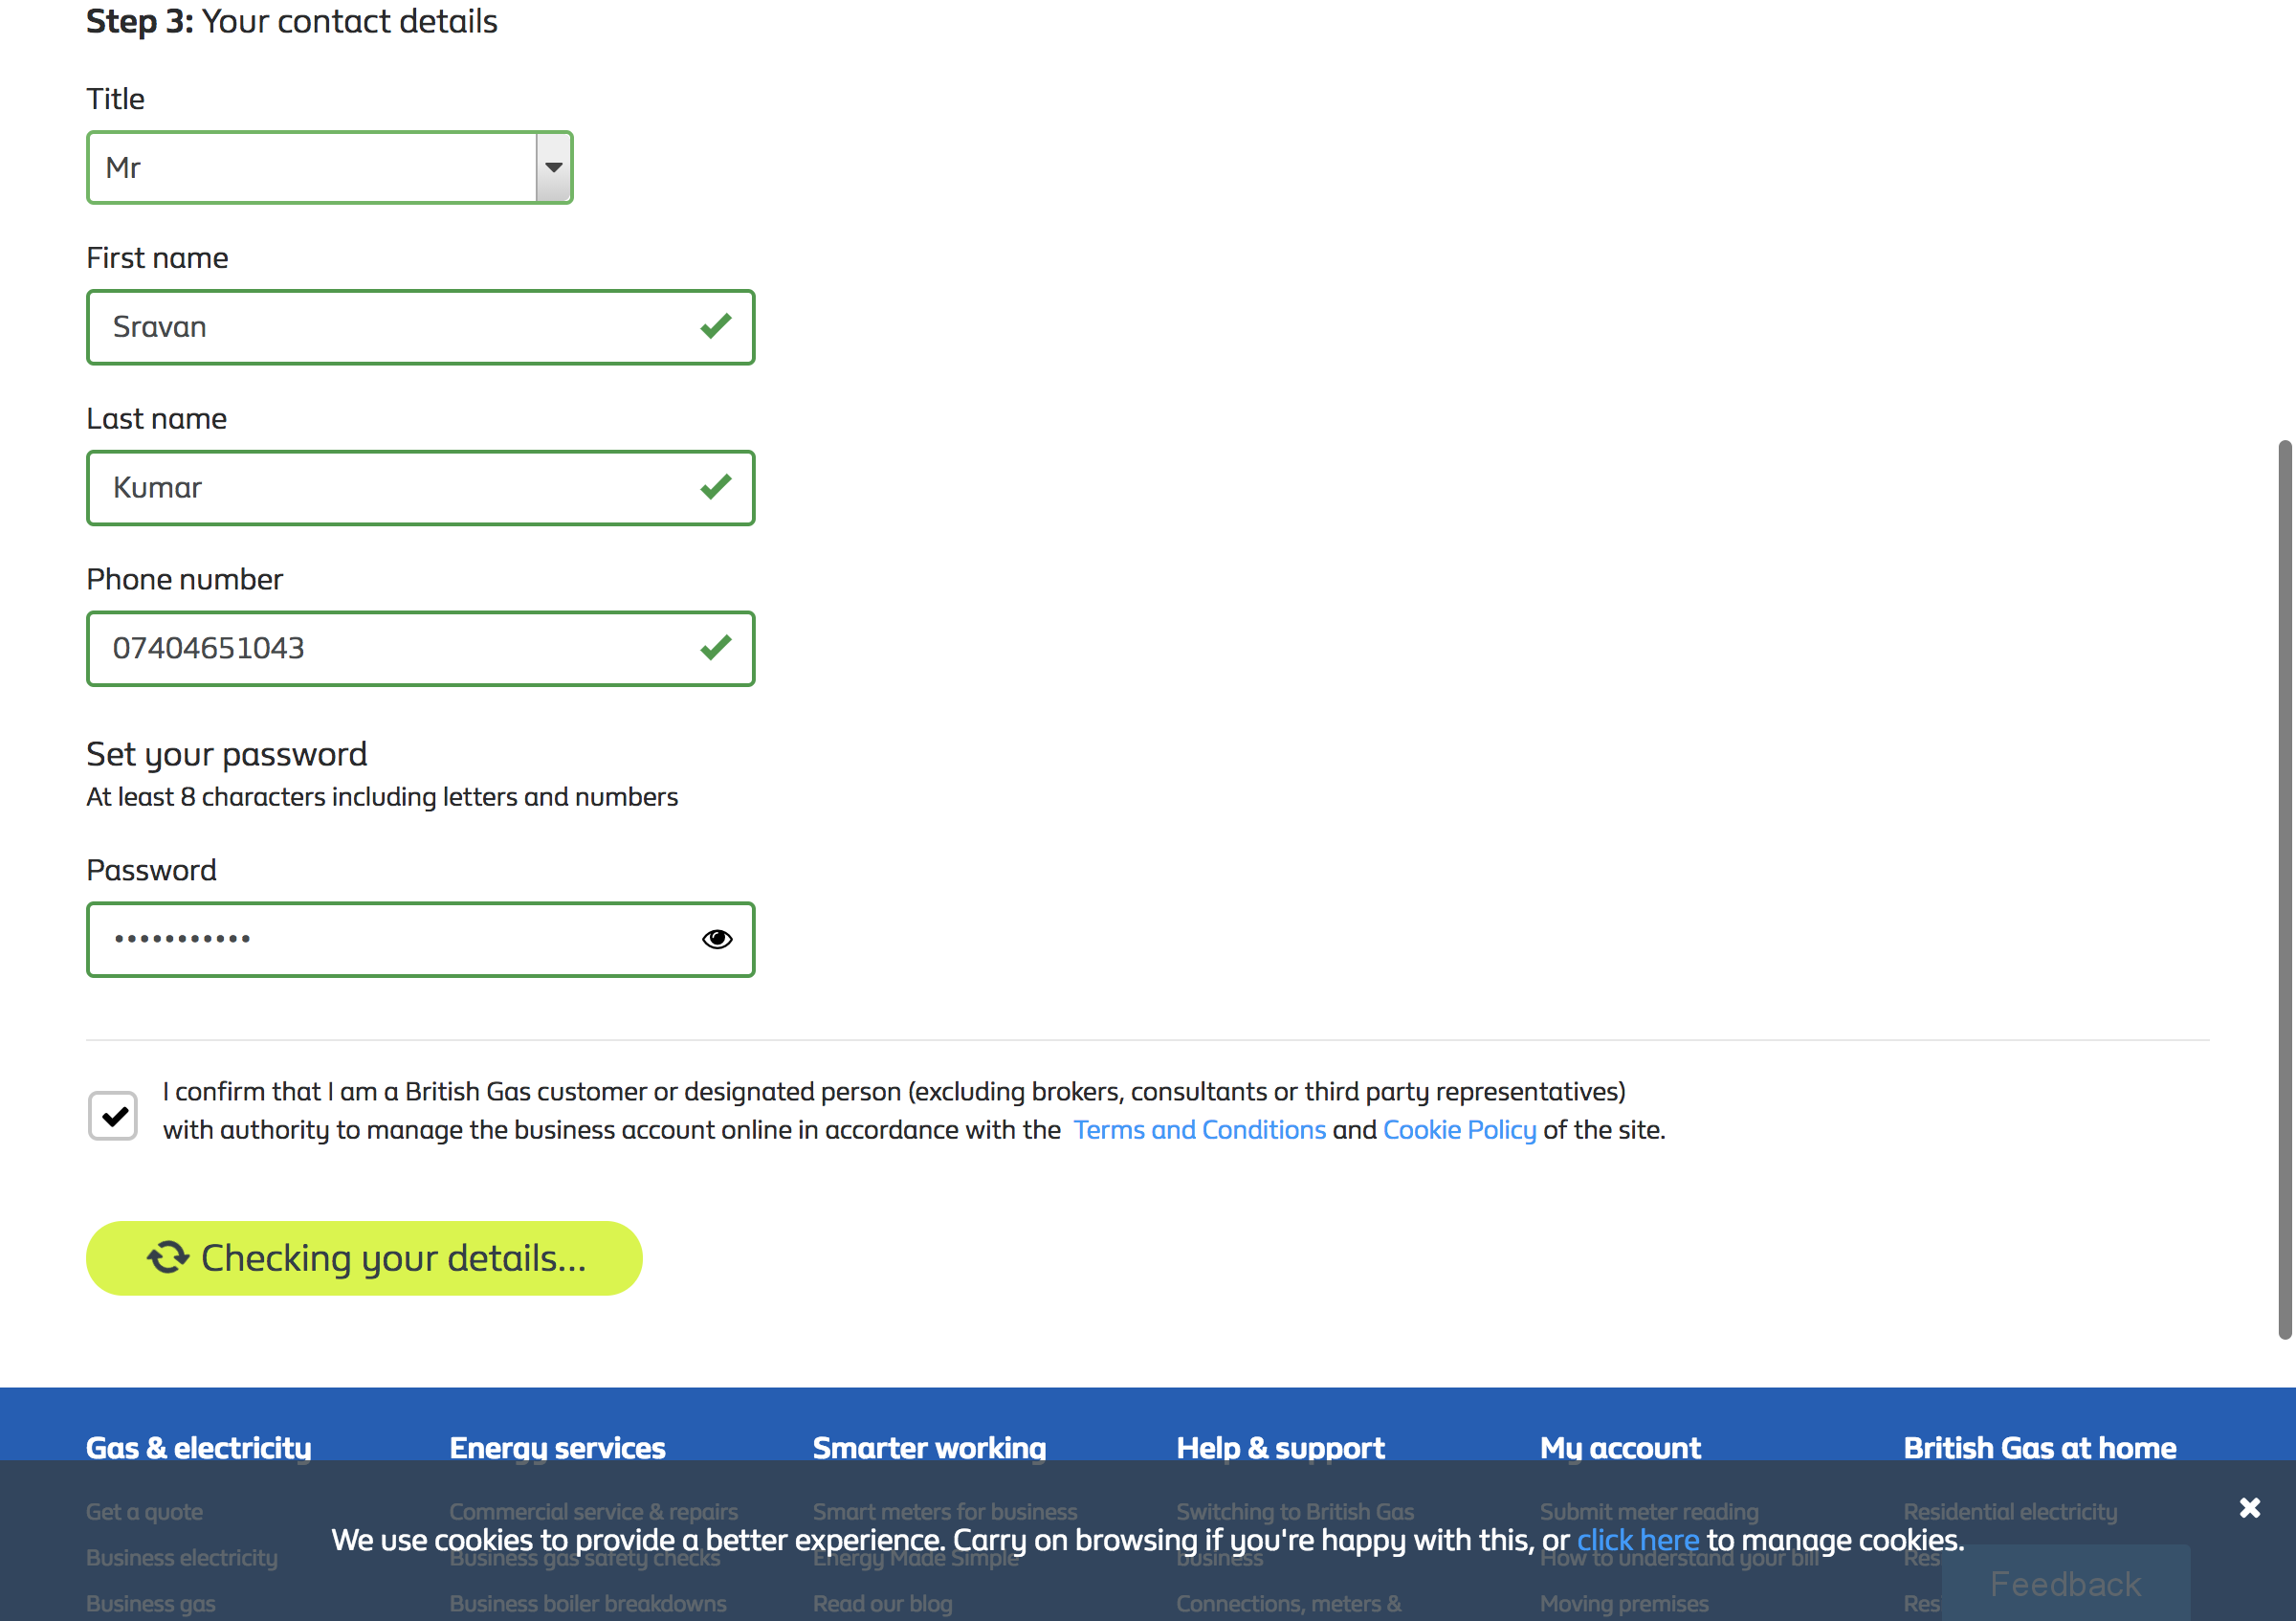 Step 3: Your contact details
Title
Mr
First name
Sravan
Last name
Kumar
Phone number
07404651043
Set your password
At least 8 characters including letters and numbers
Password
•••••••••••
I confirm that I am a British Gas customer or designated person (excluding brokers, consultants or third party representatives)
with authority to manage the business account online in accordance with the Terms and Conditions and Cookie Policy of the site.
Checking your details...
Gas & electricity Energy services Smarter working Help & support My account British Gas at home
Get a quote Commercial service & repairs Smart meters for business Switching to British Gas Submit meter reading Residential electricity
We use cookies to provide a better experience. Carry on browsing if you're happy with this, or click here to manage cookies.
Business electricity Business gas safety checks Energy Made Simple business How to understand your bill Res
Feedback
Business gas Business boiler breakdowns Read our blog Connections, meters & Moving premises Res